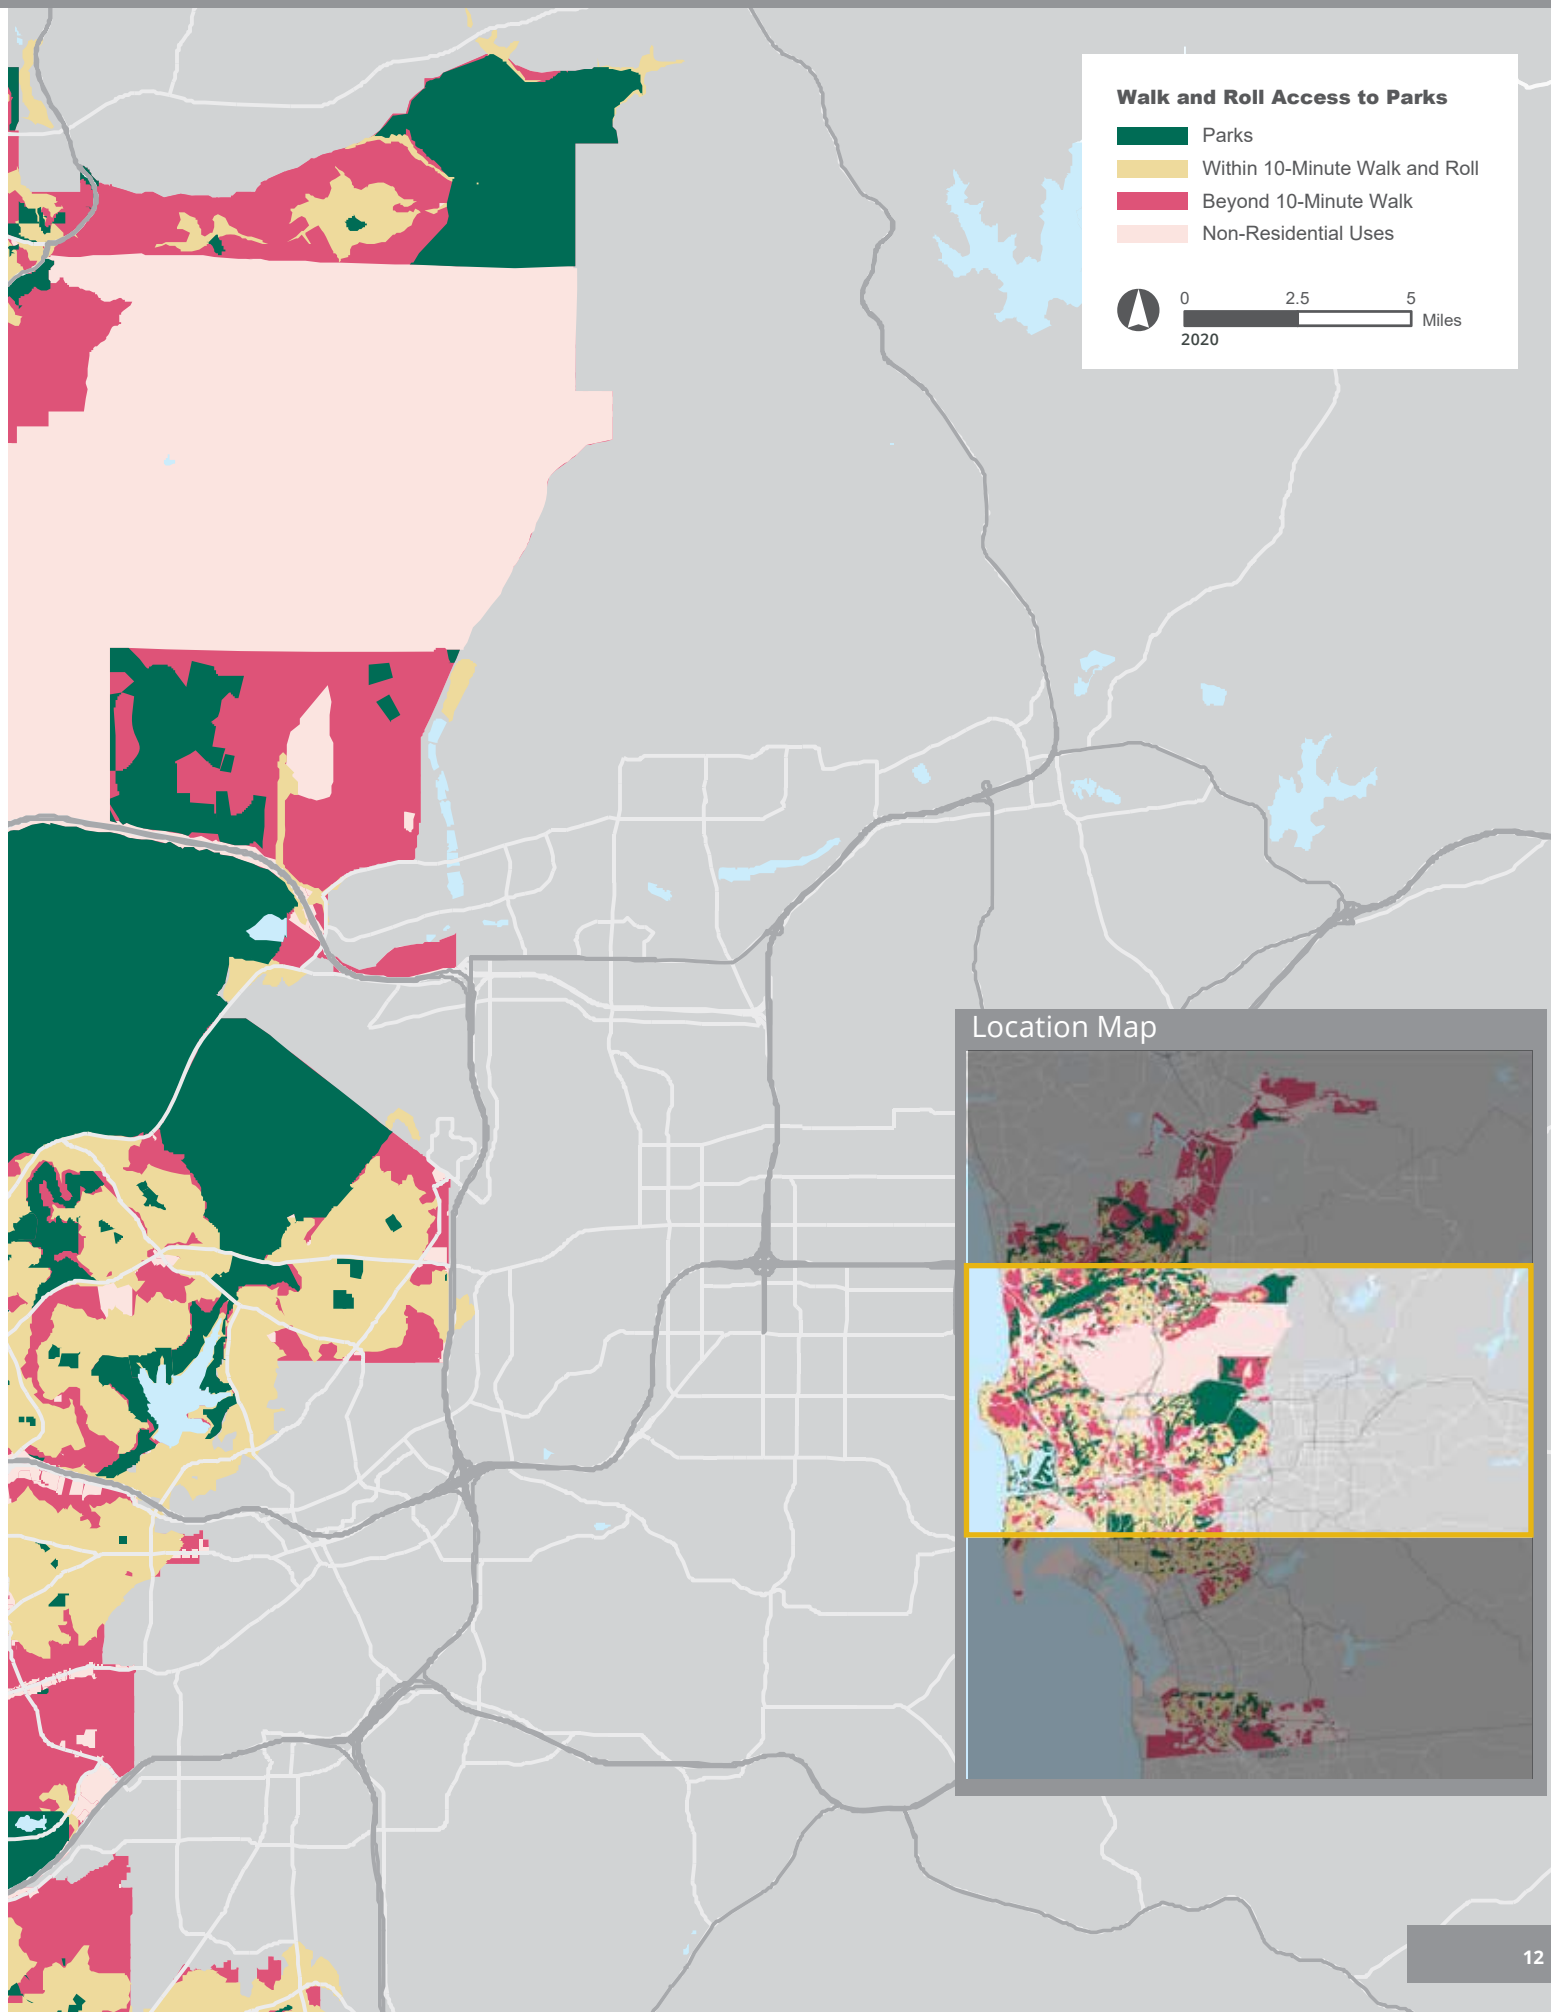 Walk and Roll Access to Parks
Parks
Within 10-Minute Walk and Roll
Beyond 10-Minute Walk
Non-Residential Uses
0 2.5 5
Miles
2020
Location Map
MEXICO
12